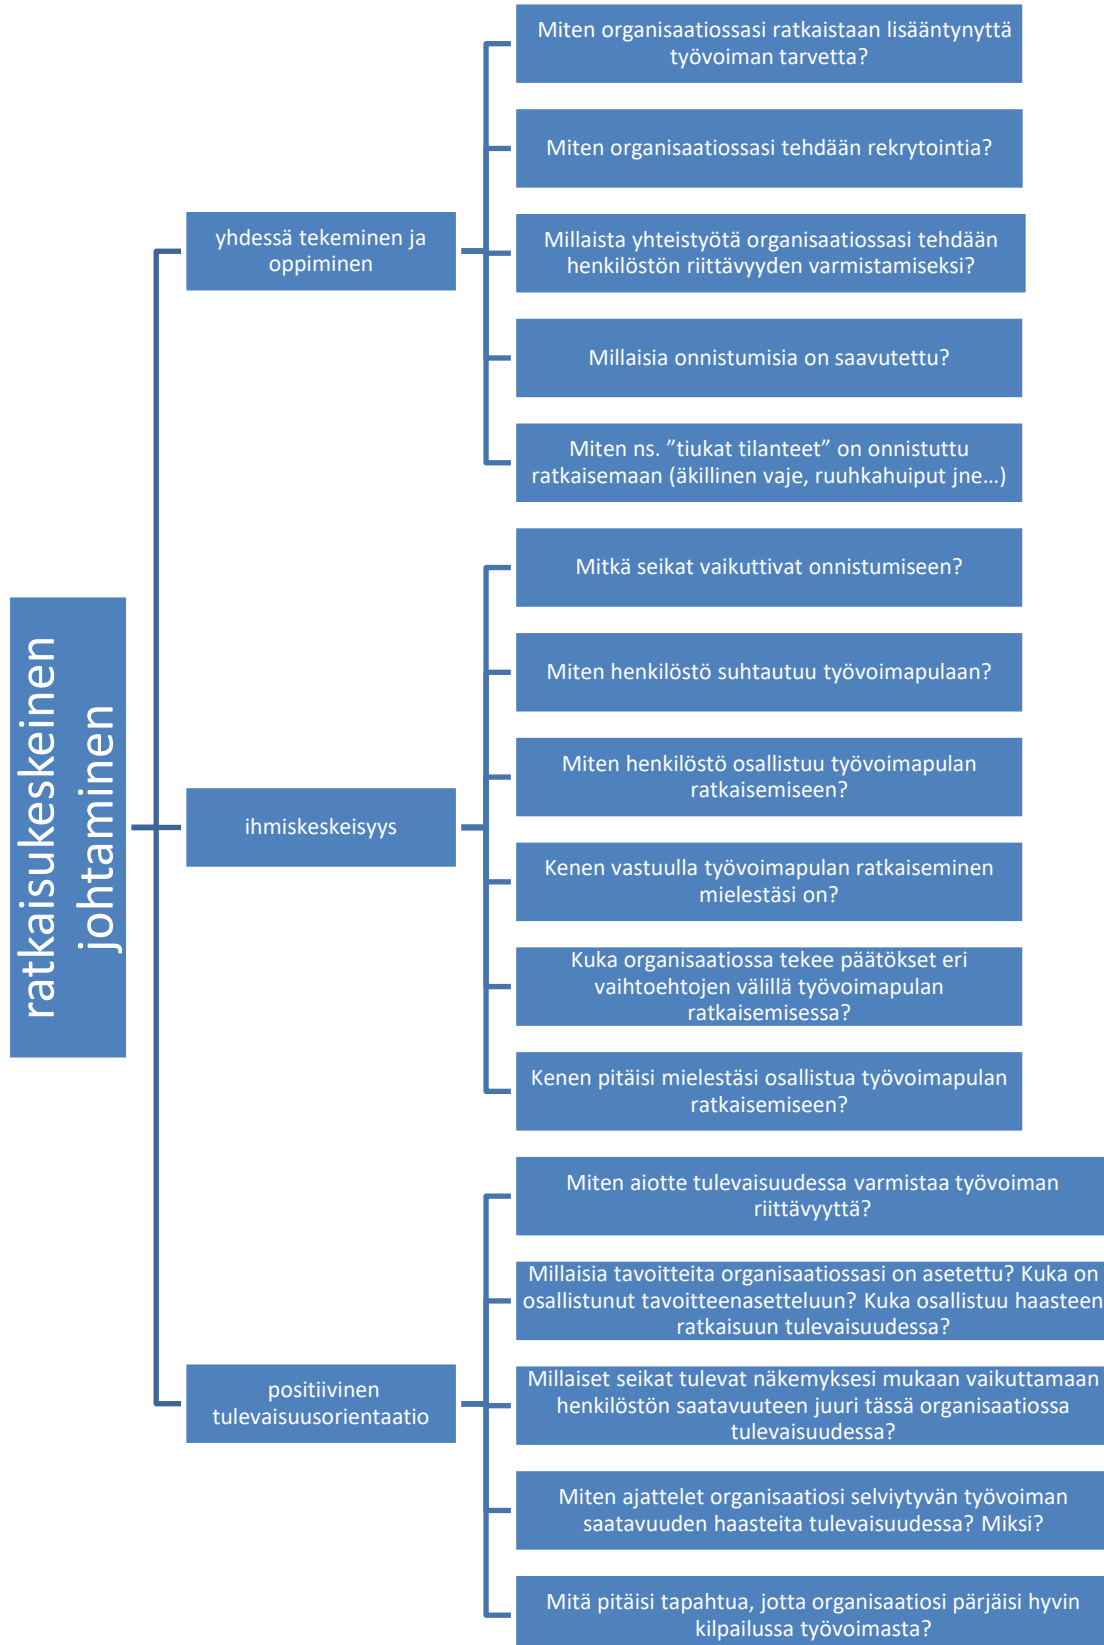 ratkaisukeskeinen
johtaminen
yhdessä tekeminen ja
oppiminen
Miten organisaatiossasi ratkaistaan lisääntynyttä
työvoiman tarvetta?
Miten organisaatiossasi tehdään rekrytointia?
Millaista yhteistyötä organisaatiossasi tehdään
henkilöstön riittävyyden varmistamiseksi?
Millaisia onnistumisia on saavutettu?
Miten ns. ”tiukat tilanteet” on onnistuttu
ratkaisemaan (äkillinen vaje, ruuhkahuiput jne…)
ihmiskeskeisyys
Mitkä seikat vaikuttivat onnistumiseen?
Miten henkilöstö suhtautuu työvoimapulaan?
Miten henkilöstö osallistuu työvoimapulan
ratkaisemiseen?
Kenen vastuulla työvoimapulan ratkaiseminen
mielestäsi on?
Kuka organisaatiossa tekee päätökset eri
vaihtoehtojen välillä työvoimapulan
ratkaisemisessa?
Kenen pitäisi mielestäsi osallistua työvoimapulan
ratkaisemiseen?
positiivinen
tulevaisuusorientaatio
Miten aiotte tulevaisuudessa varmistaa työvoiman
riittävyyttä?
Millaisia tavoitteita organisaatiossasi on asetettu? Kuka on
osallistunut tavoitteenasetteluun? Kuka osallistuu haasteen
ratkaisuun tulevaisuudessa?
Millaiset seikat tulevat näkemyksesi mukaan vaikuttamaan
henkilöstön saatavuuteen juuri tässä organisaatiossa
tulevaisuudessa?
Miten ajattelet organisaatiosi selviytyvän työvoiman
saatavuuden haasteita tulevaisuudessa? Miksi?
Mitä pitäisi tapahtua, jotta organisaatiosi pärjäisi hyvin
kilpailussa työvoimasta?